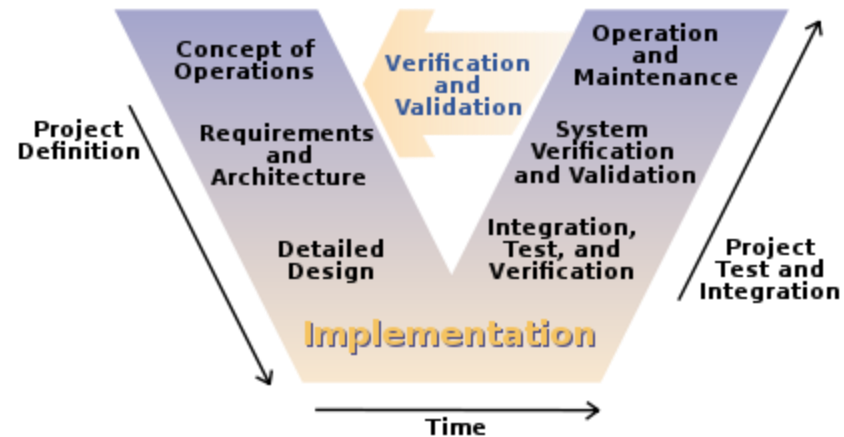 Concept of
Operations
Verification
and
Validation
Operation
and
Maintenance
Project
Definition
Requirements
and
Architecture
System
Verification
and Validation
Detailed
Design
Integration,
Test, and
Verification
Project
Test and
Integration
Implementation
Time